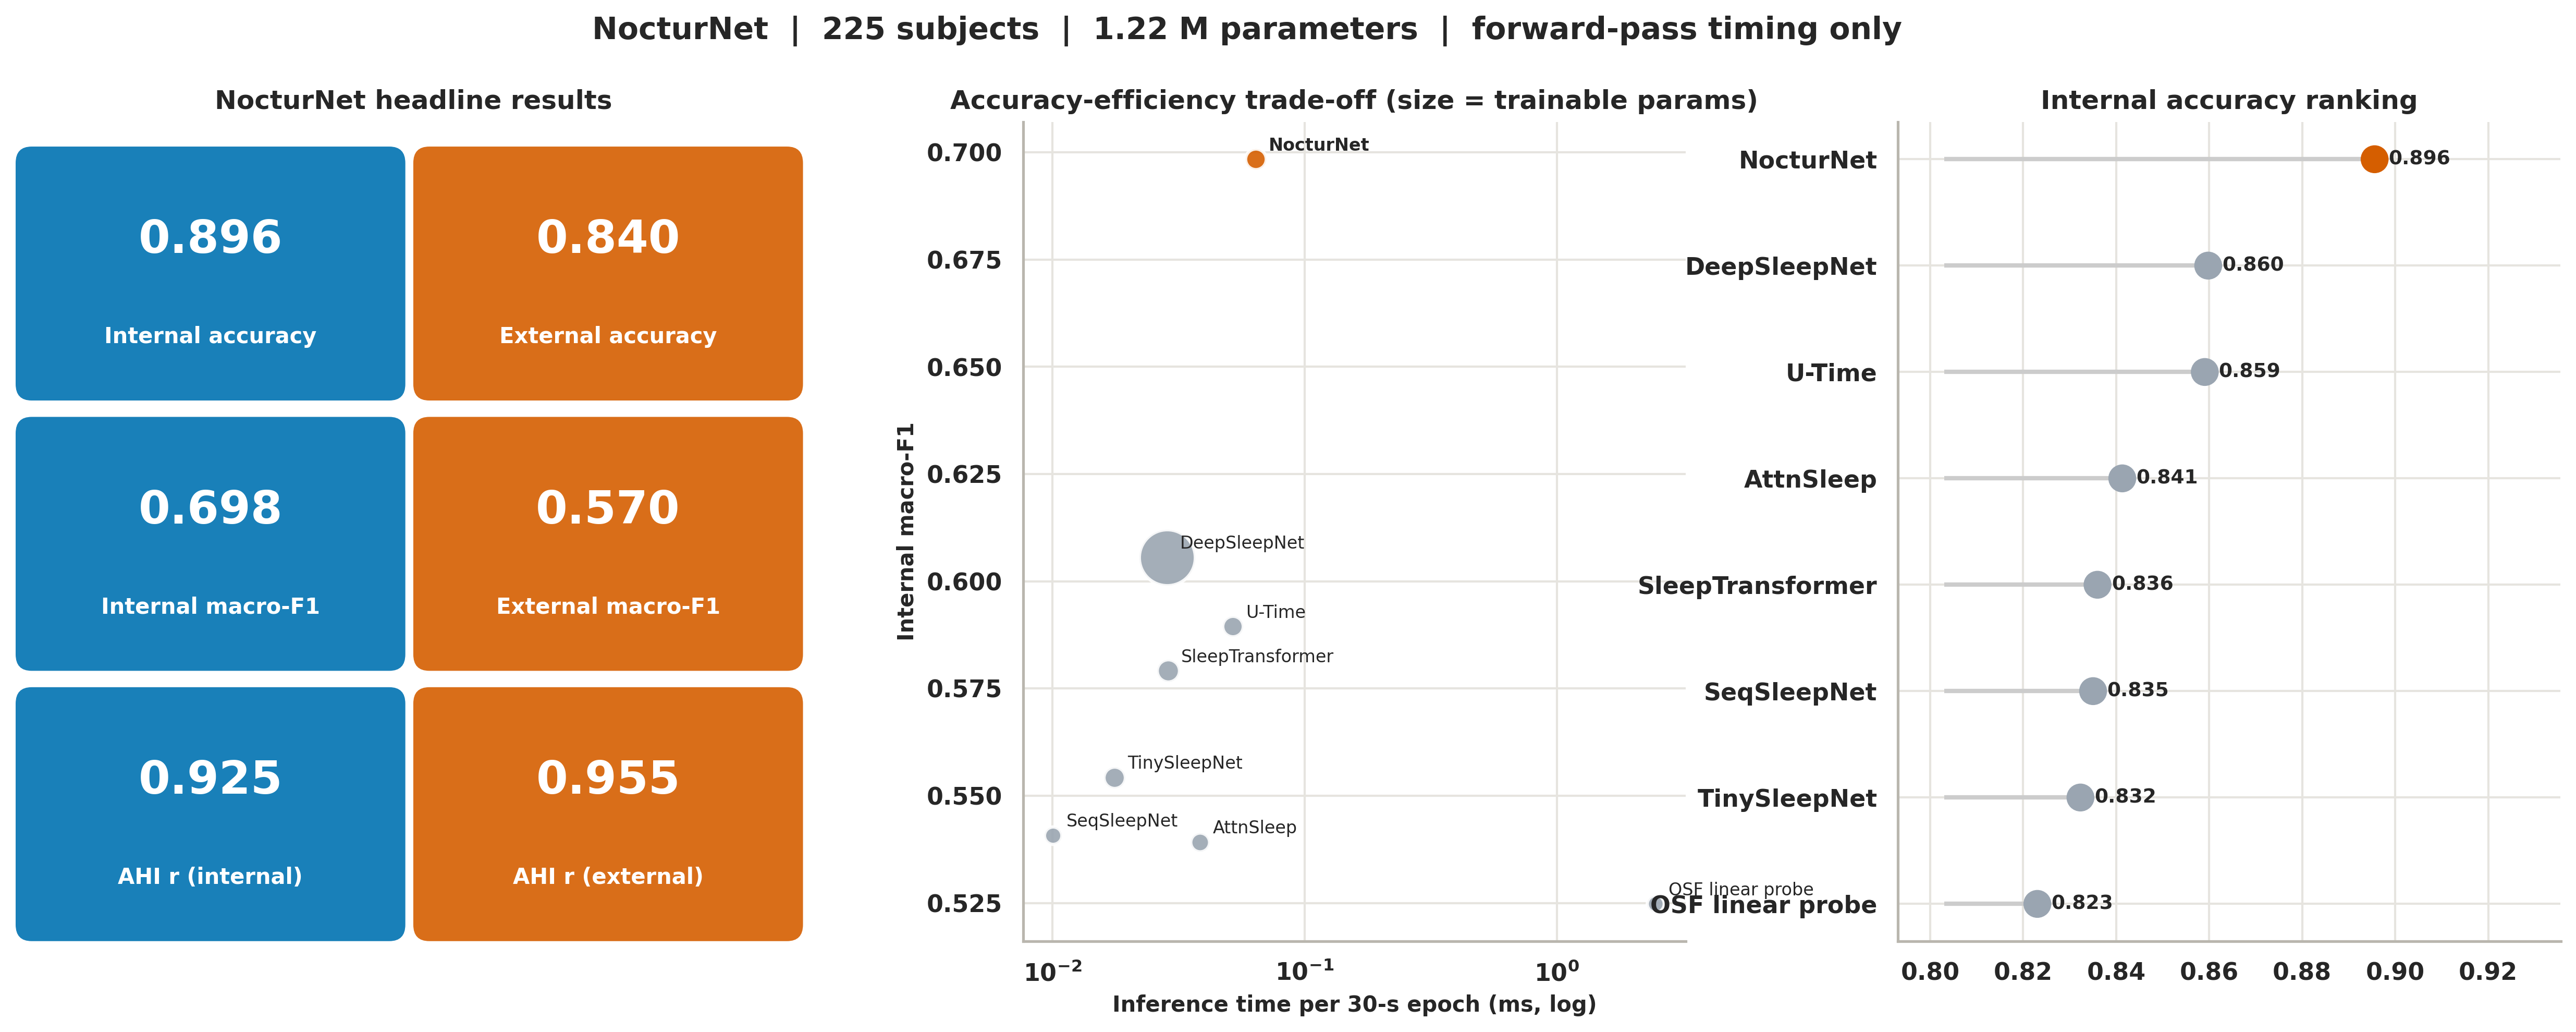 NocturNet | 225 subjects | 1.22 M parameters | forward-pass timing only
NocturNet headline results
0.896
Internal accuracy
0.840
External accuracy
0.698
Internal macro-F1
0.570
External macro-F1
0.925
AHI r (internal)
0.955
AHI r (external)
Accuracy-efficiency trade-off (size = trainable params)
Internal macro-F1
0.700
0.675
0.650
0.625
0.600
0.575
0.550
0.525
NocturNet
DeepSleepNet
U-Time
SleepTransformer
TinySleepNet
SeqSleepNet
AttnSleep
OSF linear probe
10⁻²
10⁻¹
10⁰
Inference time per 30-s epoch (ms, log)
Internal accuracy ranking
NocturNet
0.896
DeepSleepNet
0.860
U-Time
0.859
AttnSleep
0.841
SleepTransformer
0.836
SeqSleepNet
0.835
TinySleepNet
0.832
OSF linear probe
0.823
0.80
0.82
0.84
0.86
0.88
0.90
0.92